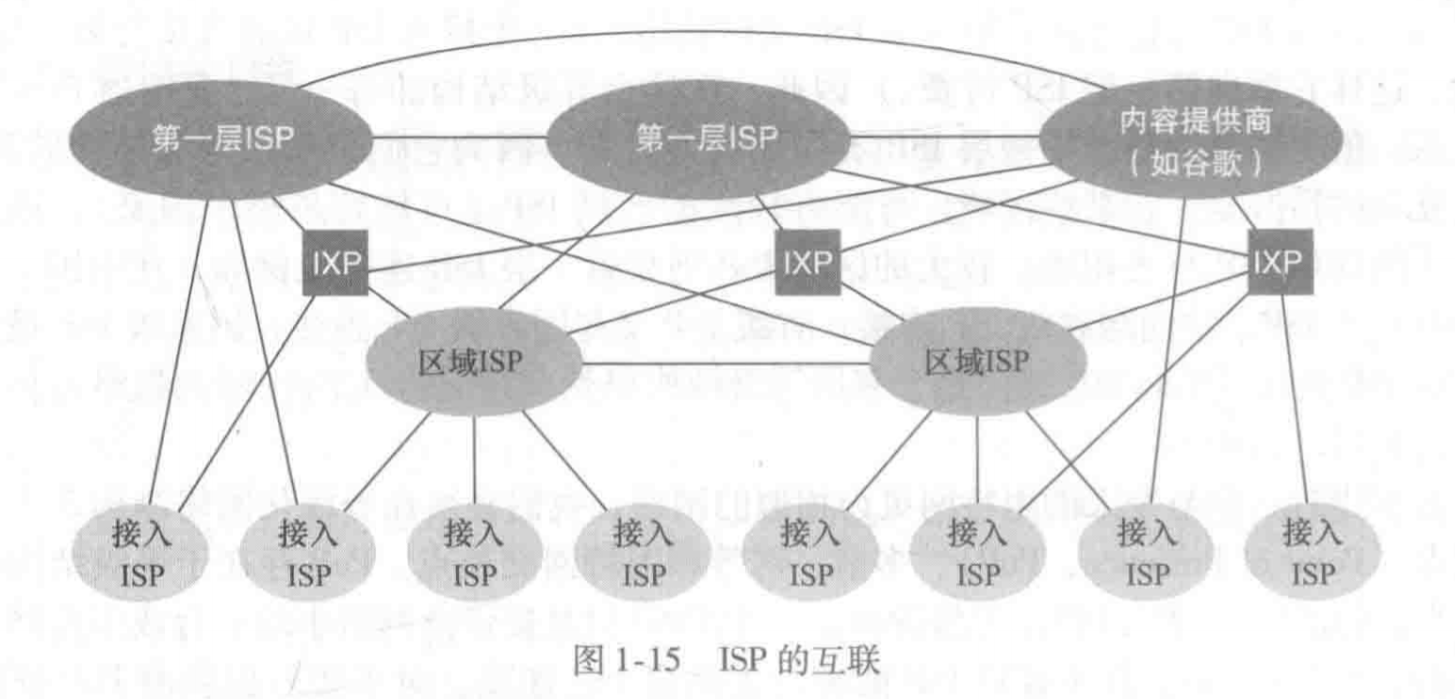 第一层ISP
第一层ISP
内容提供商
（如谷歌）
IXP
IXP
IXP
区域ISP
区域ISP
接入
ISP
接入
ISP
接入
ISP
接入
ISP
接入
ISP
接入
ISP
接入
ISP
接入
ISP
图 1-15 ISP 的互联